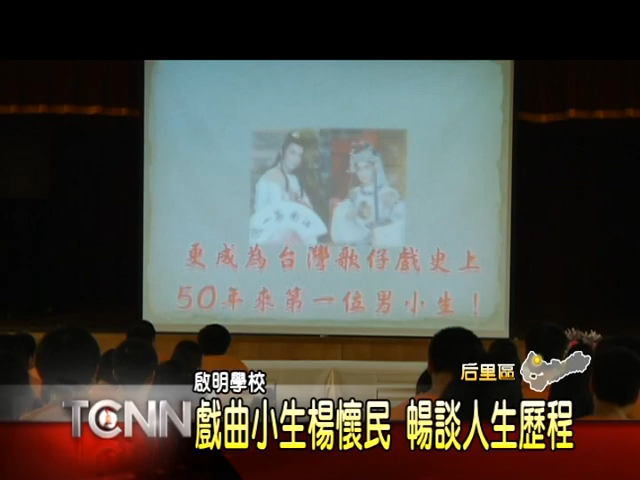 更成為台灣歌仔戲史上
50年來第一位男小生！
啟明學校
后里區
TCNN
戲曲小生楊懷民 暢談人生歷程